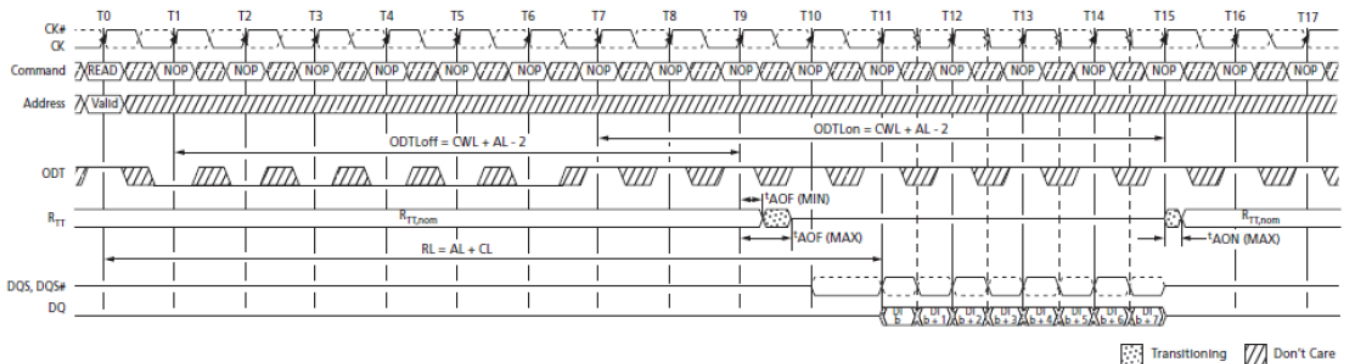 T0 T1 T2 T3 T4 T5 T6 T7 T8 T9 T10 T11 T12 T13 T14 T15 T16 T17
CK#
CK
Command READ NOP NOP NOP NOP NOP NOP NOP NOP NOP NOP NOP NOP NOP NOP NOP NOP NOP
Address Valid
ODTLon = CWL + AL - 2
ODTLoff = CWL + AL - 2
ODT
tAOF (MIN)
RTT RTT,nom RTT,nom
tAOF (MAX) tAON (MAX)
RL = AL + CL
DQS, DQS#
DQ DI b DI b + 1 DI b + 2 DI b + 3 DI b + 4 DI b + 5 DI b + 6 DI b + 7
Transitioning Don't Care